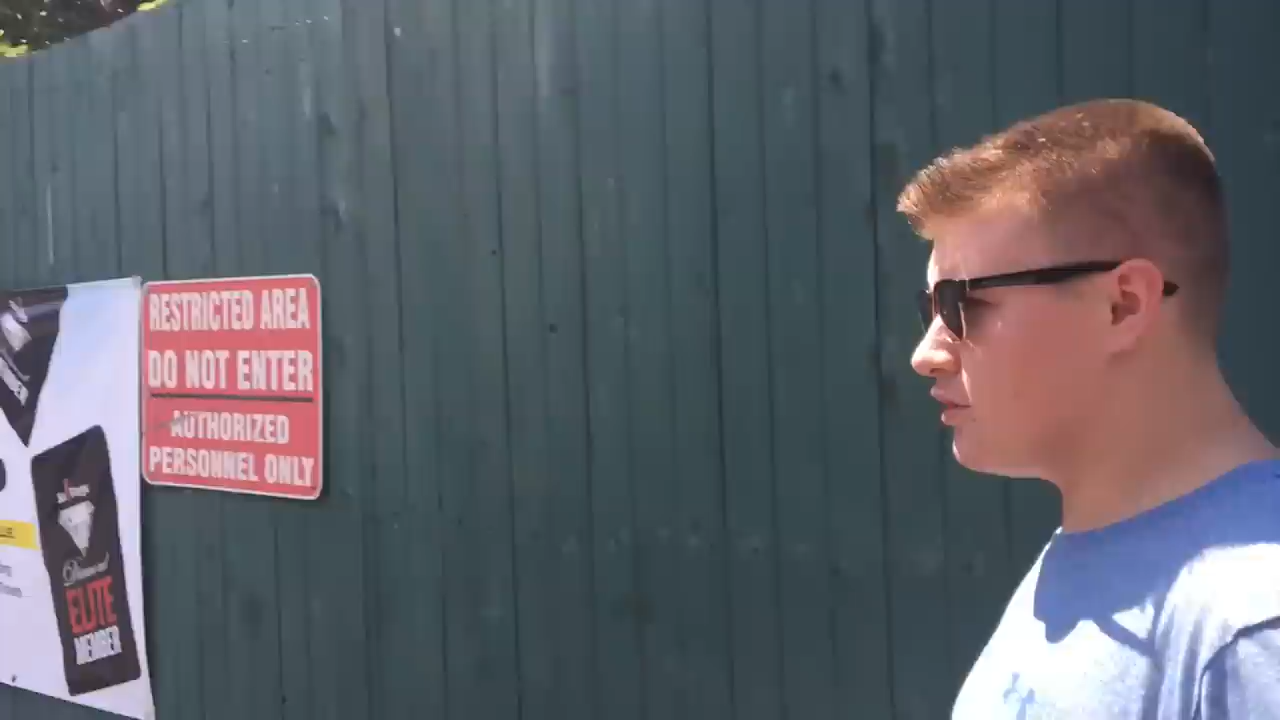 RESTRICTED AREA
DO NOT ENTER
AUTHORIZED
PERSONNEL ONLY
Diamond
ELITE
MEMBER